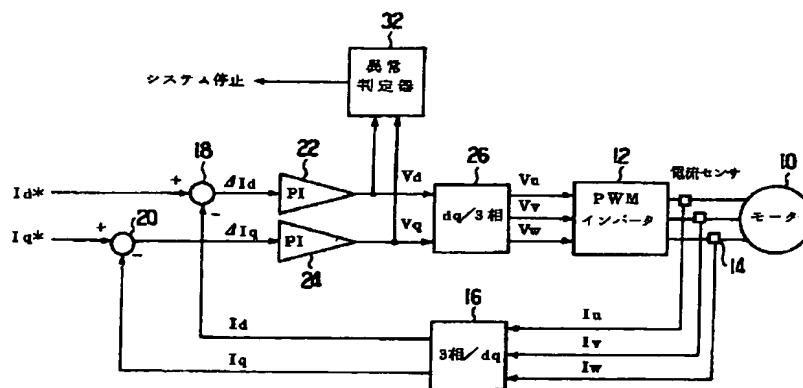 32
異常
判定器
システム停止
18
22
26
12
10
Id*
+
-
ΔId
PI
Vd
Vu
電流センサ
dq/3相
Vv
PWM
インバータ
モータ
Iq*
20
+
-
ΔIq
PI
Vq
Vw
24
14
16
Id
Iu
3相/dq
Iv
Iq
Iw